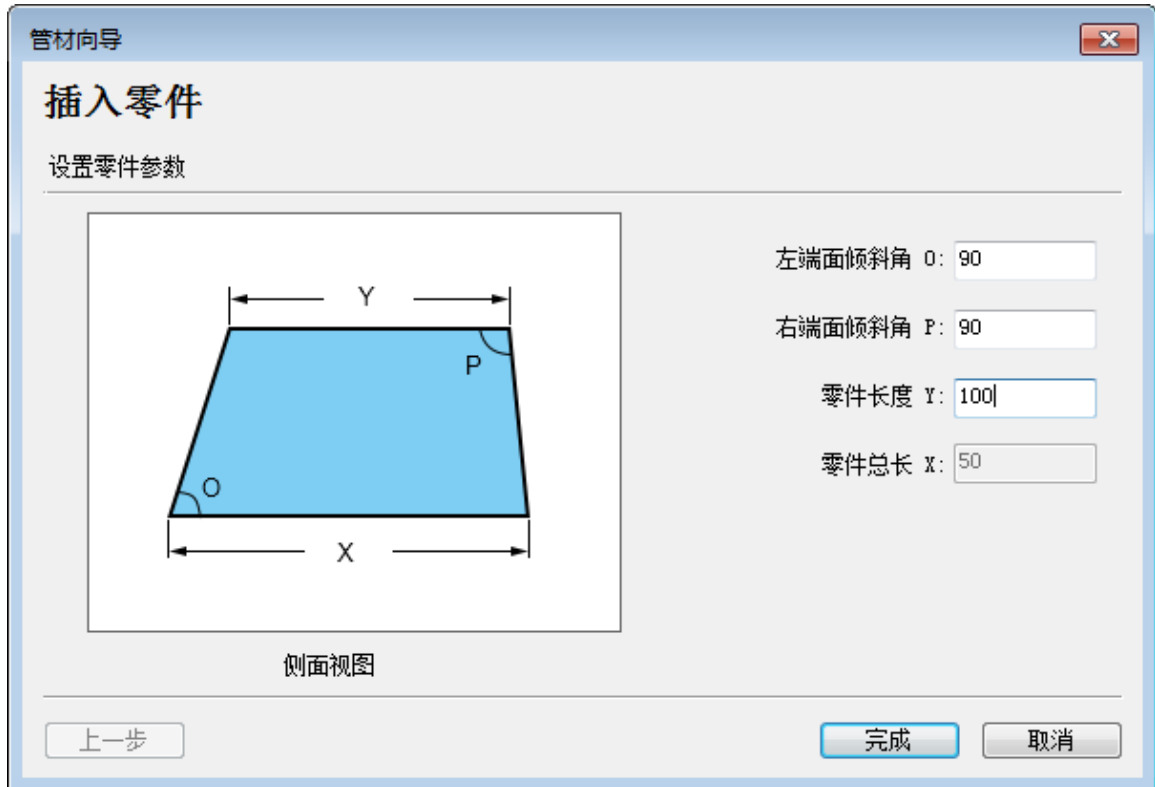 管材向导
插入零件
设置零件参数
Y
P
O
X
侧面视图
左端面倾斜角 O: 90
右端面倾斜角 P: 90
零件长度 Y: 100
零件总长 X: 50
上一步
完成
取消